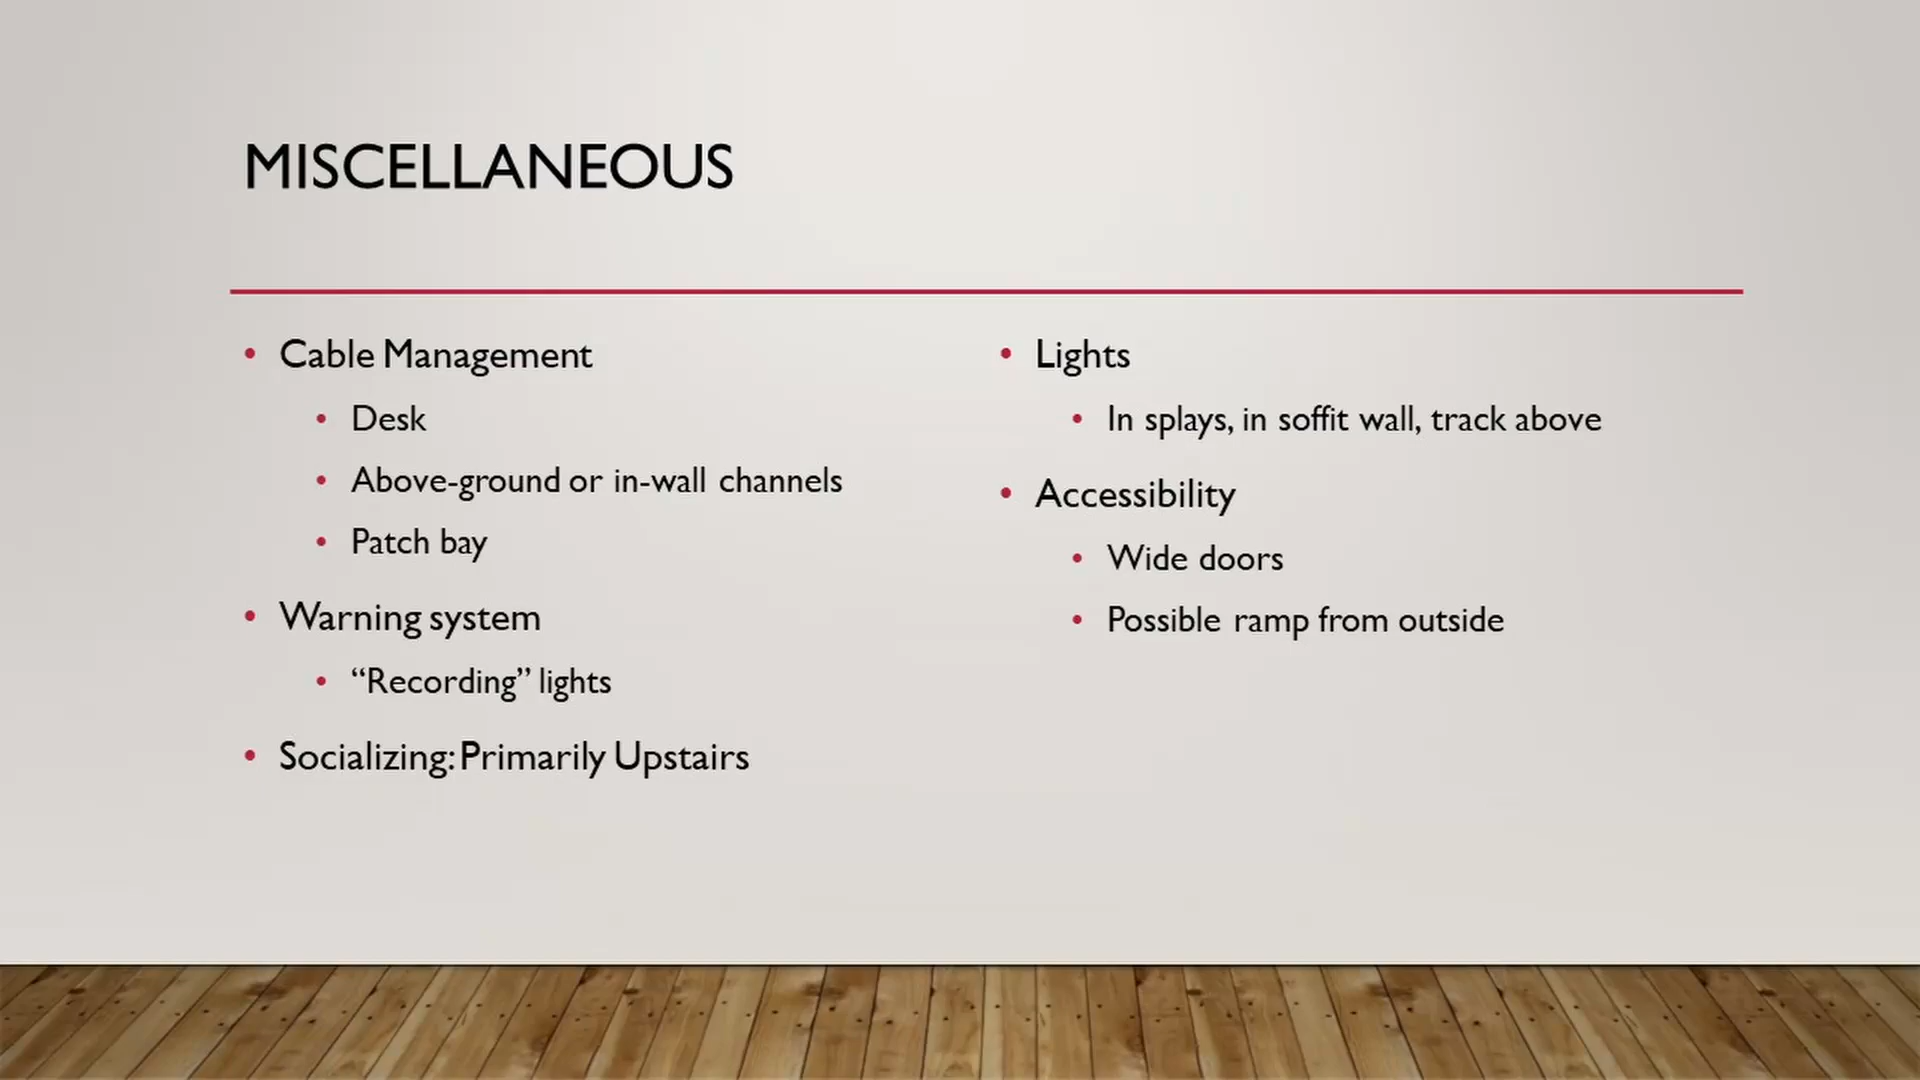 MISCELLANEOUS
• Cable Management
• Desk
• Above-ground or in-wall channels
• Patch bay
• Warning system
• “Recording” lights
• Socializing: Primarily Upstairs
• Lights
• In splays, in soffit wall, track above
• Accessibility
• Wide doors
• Possible ramp from outside